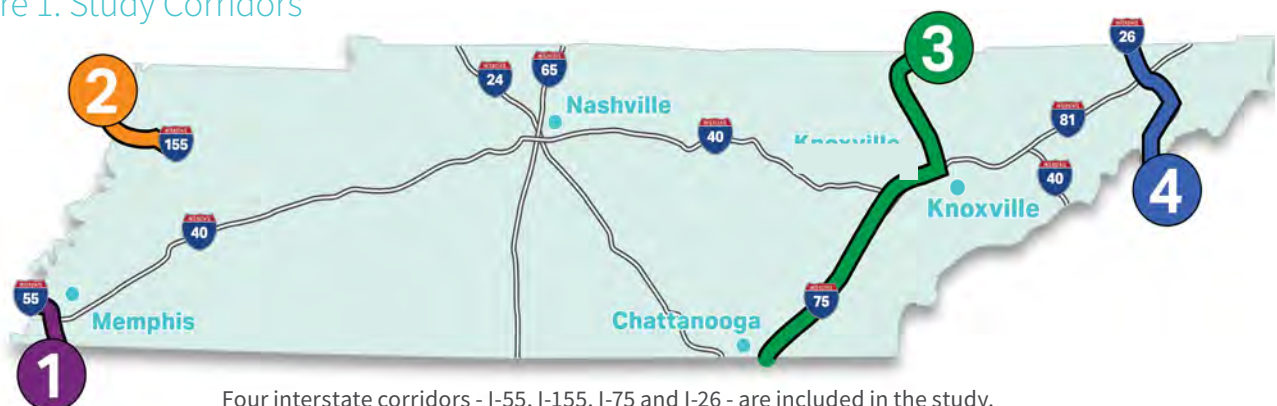 re 1. Study Corridors
2
155
24
65
Nashville
40
3
Knoxville
81
26
40
4
Knoxville
40
55
Memphis
1
75
Chattanooga
Four interstate corridors - I-55, I-155, I-75 and I-26 - are included in the study.